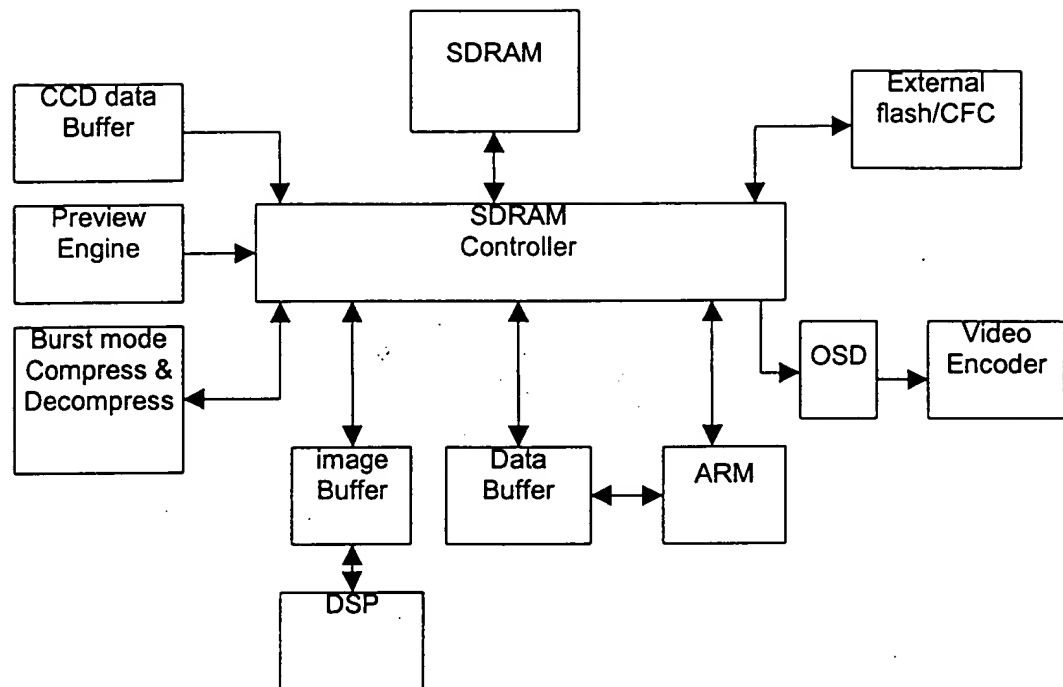 SDRAM
CCD data
Buffer
External
flash/CFC
Preview
Engine
SDRAM
Controller
Burst mode
Compress &
Decompress
OSD
Video
Encoder
image
Buffer
Data
Buffer
ARM
DSP